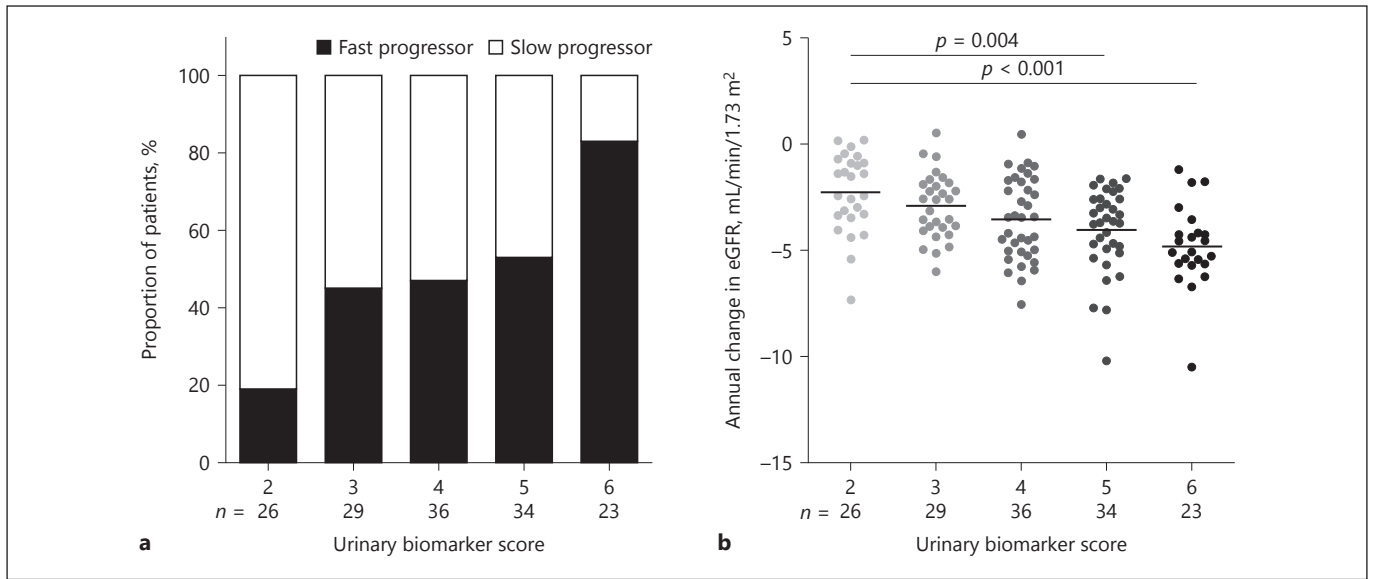 Fast progressor Slow progressor
Proportion of patients, %
100
80
60
40
20
0
2 3 4 5 6
n = 26 29 36 34 23
a Urinary biomarker score
Annual change in eGFR, mL/min/1.73 m²
p = 0.004
p < 0.001
5
0
−5
−10
−15
2 3 4 5 6
n = 26 29 36 34 23
b Urinary biomarker score